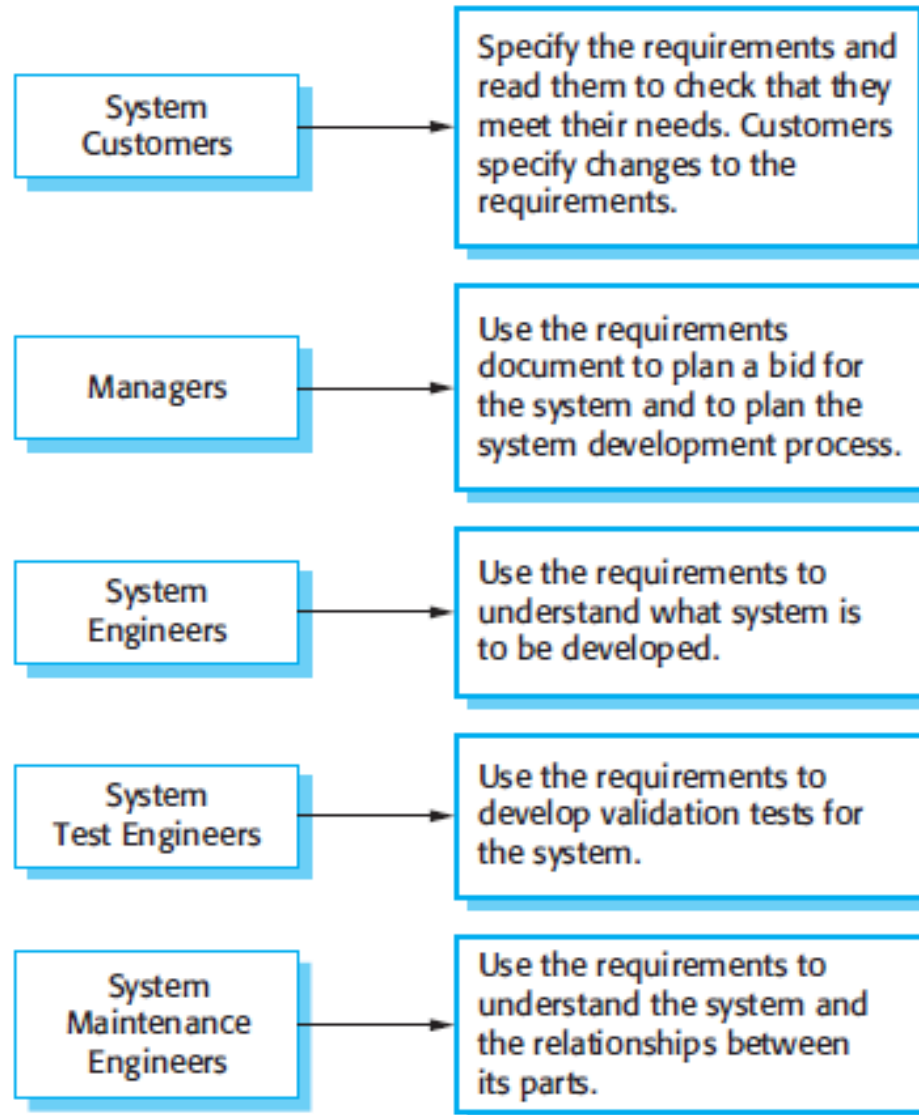 System
Customers
Specify the requirements and
read them to check that they
meet their needs. Customers
specify changes to the
requirements.
Managers
Use the requirements
document to plan a bid for
the system and to plan the
system development process.
System
Engineers
Use the requirements to
understand what system is
to be developed.
System
Test Engineers
Use the requirements to
develop validation tests for
the system.
System
Maintenance
Engineers
Use the requirements to
understand the system and
the relationships between
its parts.